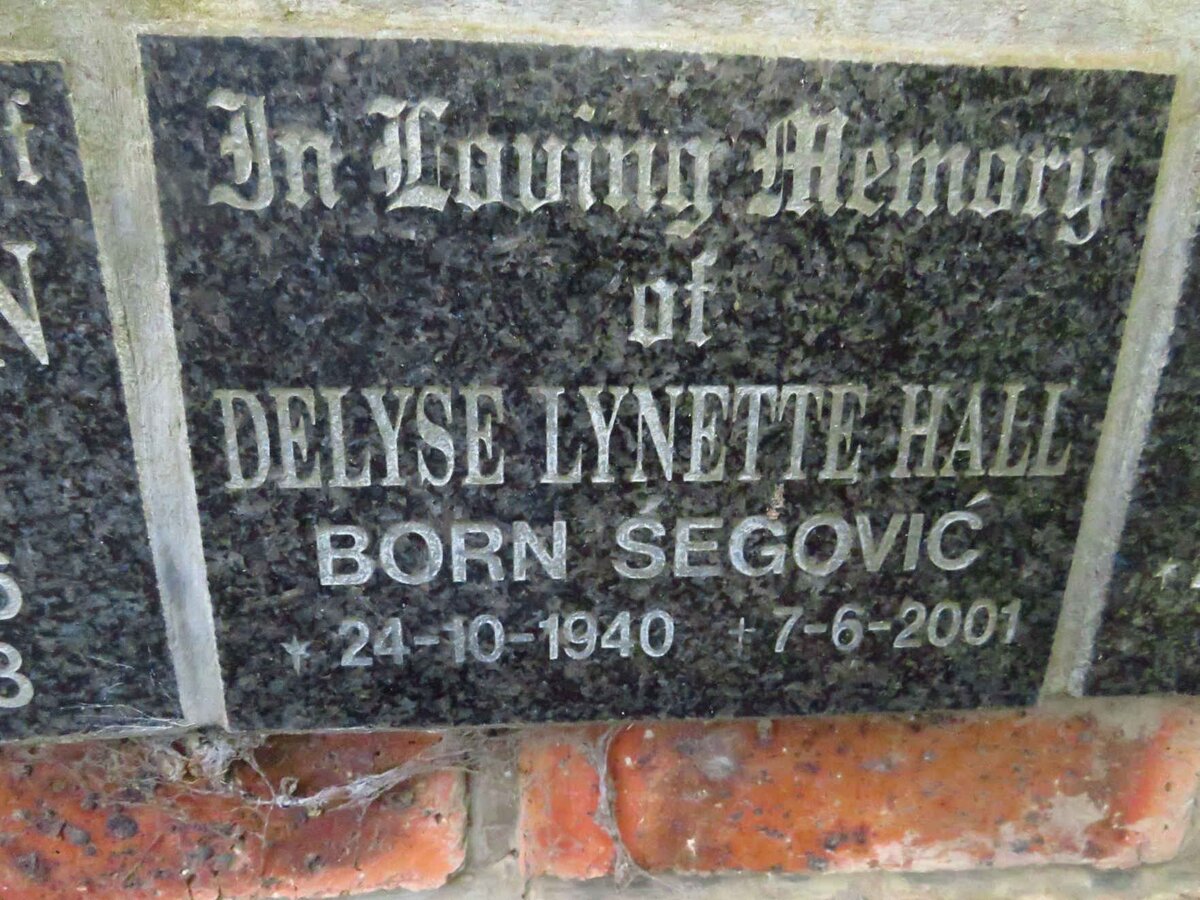 In Loving Memory
of
DELYSE LYNETTE HALL
BORN ŚEGOVIĆ
* 24-10-1940 + 7-6-2001